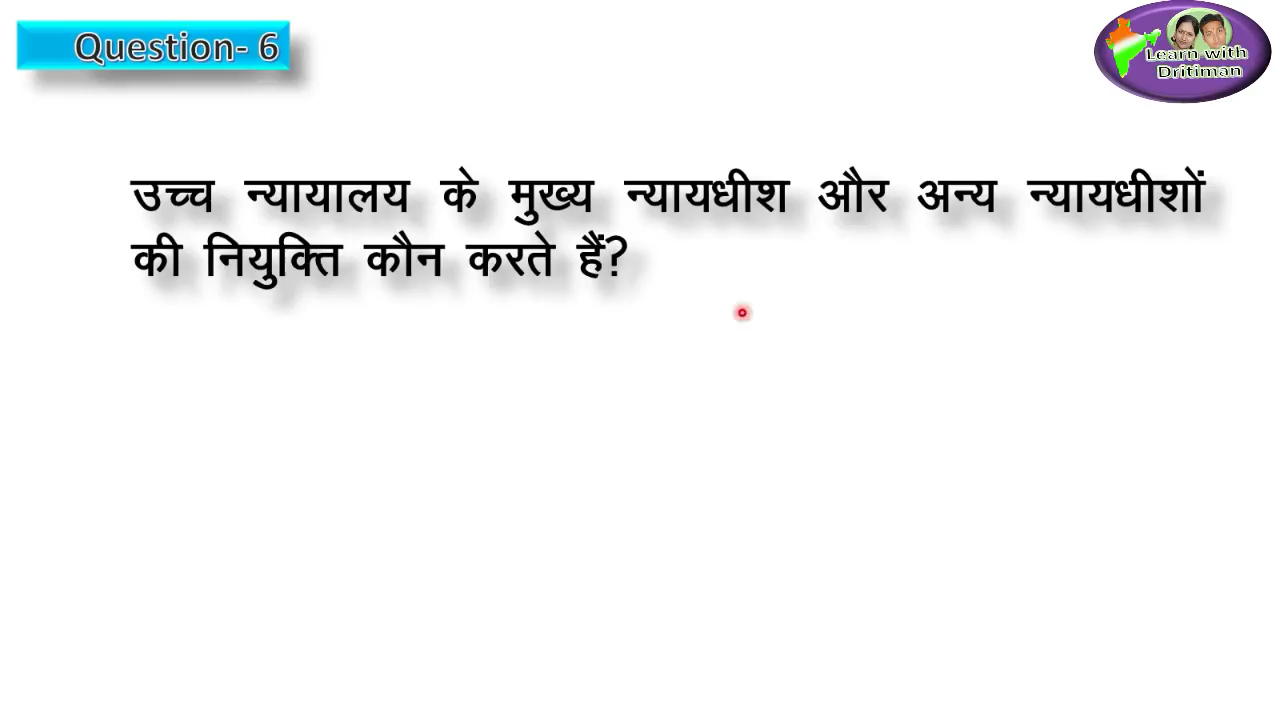 Question- 6
Learn with
Dritiman
उच्च न्यायालय के मुख्य न्यायधीश और अन्य न्यायधीशों
की नियुक्ति कौन करते हैं?